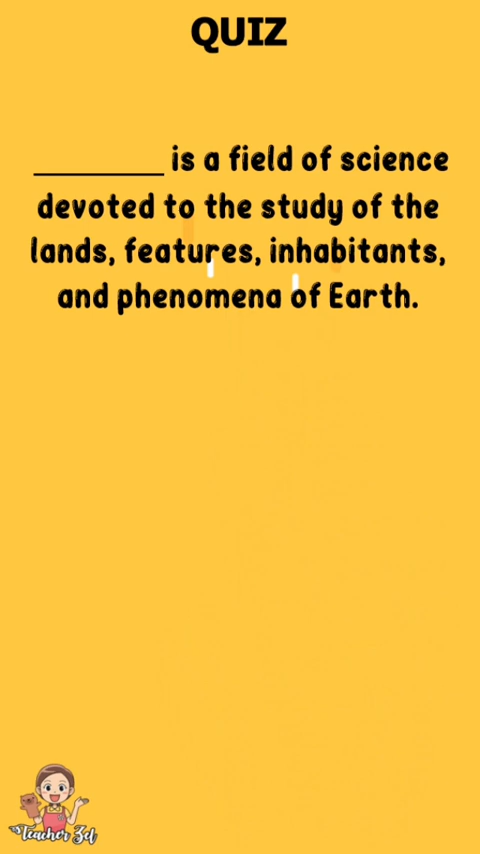 QUIZ
________ is a field of science
devoted to the study of the
lands, features, inhabitants,
and phenomena of Earth.
Teacher Zel